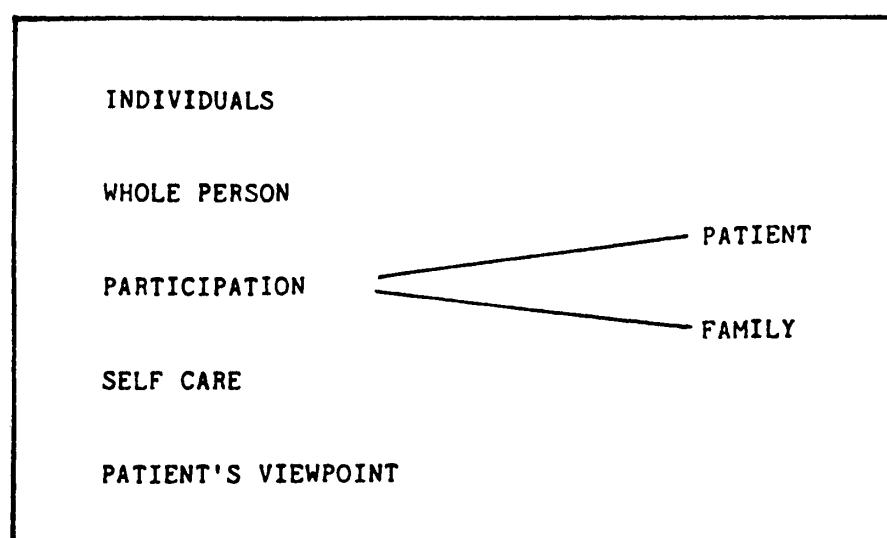 INDIVIDUALS
WHOLE PERSON
PATIENT
PARTICIPATION
FAMILY
SELF CARE
PATIENT'S VIEWPOINT